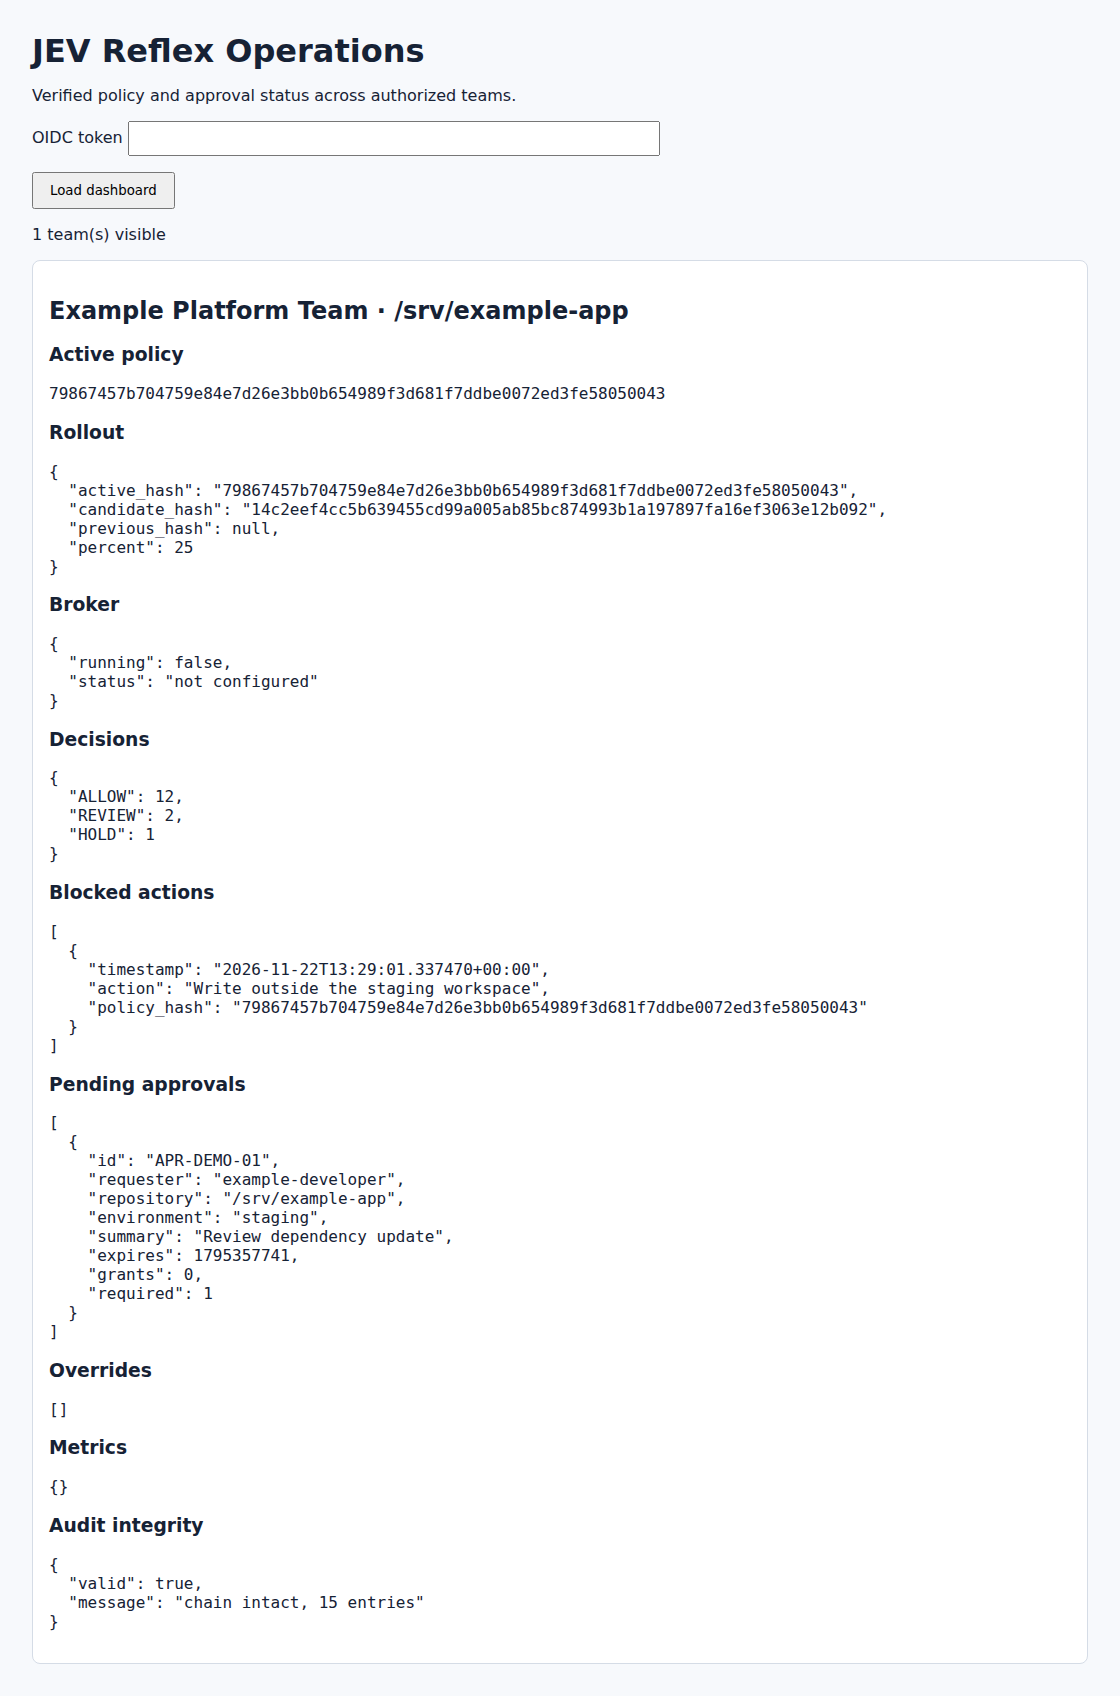 JEV Reflex Operations
Verified policy and approval status across authorized teams.
OIDC token
Load dashboard
1 team(s) visible
Example Platform Team · /srv/example-app
Active policy
79867457b704759e84e7d26e3bb0b654989f3d681f7ddbe0072ed3fe58050043
Rollout
{
  "active_hash": "79867457b704759e84e7d26e3bb0b654989f3d681f7ddbe0072ed3fe58050043",
  "candidate_hash": "14c2eef4cc5b639455cd99a005ab85bc874993b1a197897fa16ef3063e12b092",
  "previous_hash": null,
  "percent": 25
}
Broker
{
  "running": false,
  "status": "not configured"
}
Decisions
{
  "ALLOW": 12,
  "REVIEW": 2,
  "HOLD": 1
}
Blocked actions
[
  {
    "timestamp": "2026-11-22T13:29:01.337470+00:00",
    "action": "Write outside the staging workspace",
    "policy_hash": "79867457b704759e84e7d26e3bb0b654989f3d681f7ddbe0072ed3fe58050043"
  }
]
Pending approvals
[
  {
    "id": "APR-DEMO-01",
    "requester": "example-developer",
    "repository": "/srv/example-app",
    "environment": "staging",
    "summary": "Review dependency update",
    "expires": 1795357741,
    "grants": 0,
    "required": 1
  }
]
Overrides
[]
Metrics
{}
Audit integrity
{
  "valid": true,
  "message": "chain intact, 15 entries"
}